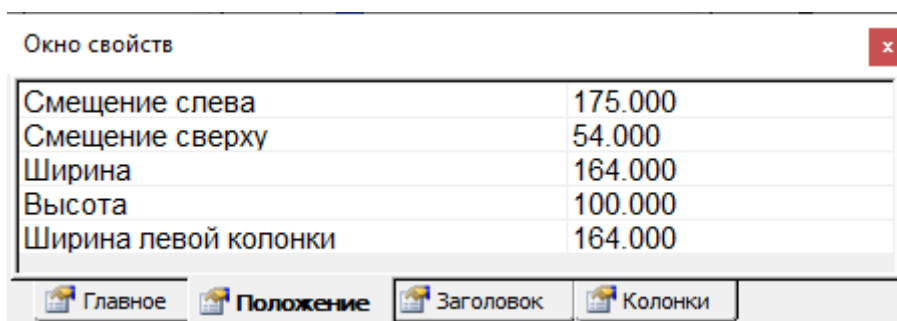 Окно свойств
x
Смещение слева 175.000
Смещение сверху 54.000
Ширина 164.000
Высота 100.000
Ширина левой колонки 164.000
Главное Положение Заголовок Колонки